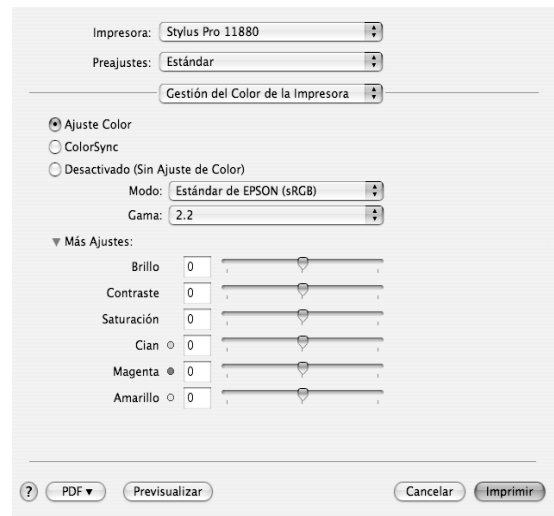 Impresora: Stylus Pro 11880
Preajustes: Estándar
Gestión del Color de la Impresora
Ajuste Color
ColorSync
Desactivado (Sin Ajuste de Color)
Modo: Estándar de EPSON (sRGB)
Gama: 2.2
Más Ajustes:
Brillo 0
Contraste 0
Saturación 0
Cian 0
Magenta 0
Amarillo 0
? PDF Previsualizar Cancelar Imprimir